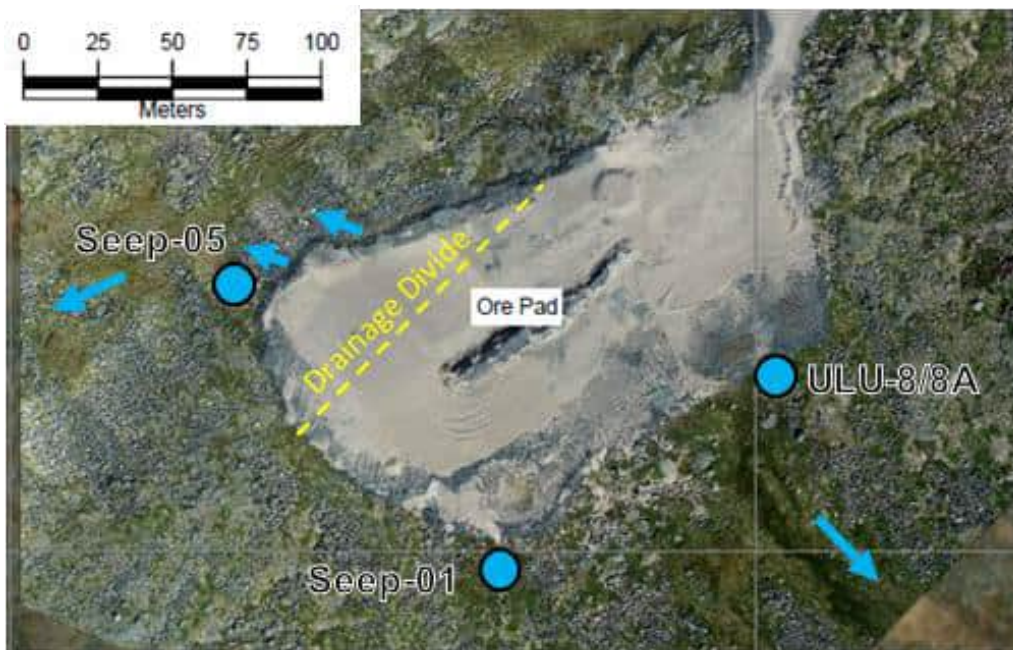 0 25 50 75 100
Meters
Seep-05
Drainage Divide
Ore Pad
ULU-8/8A
Seep-01